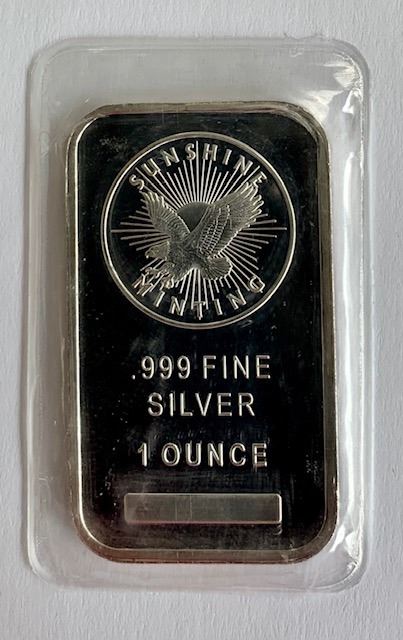 SUNSHINE
MINTING
.999 FINE
SILVER
1 OUNCE